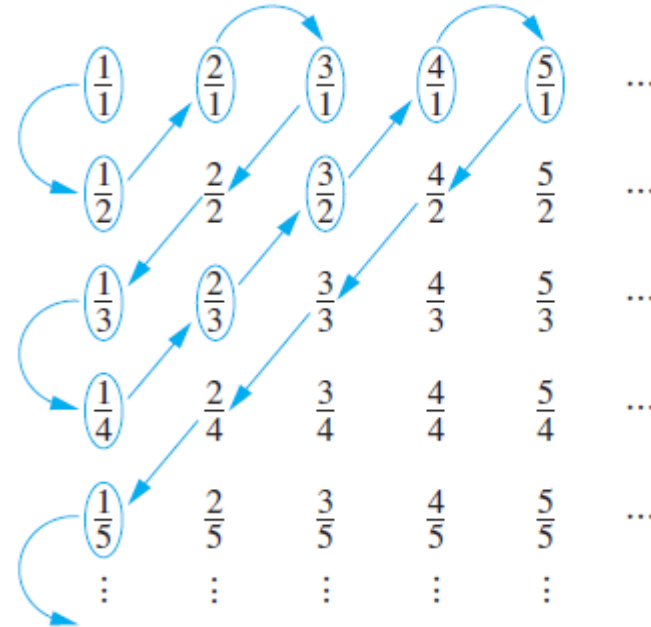 1/1 2/1 3/1 4/1 5/1 ...
1/2 2/2 3/2 4/2 5/2 ...
1/3 2/3 3/3 4/3 5/3 ...
1/4 2/4 3/4 4/4 5/4 ...
1/5 2/5 3/5 4/5 5/5 ...
⋮ ⋮ ⋮ ⋮ ⋮